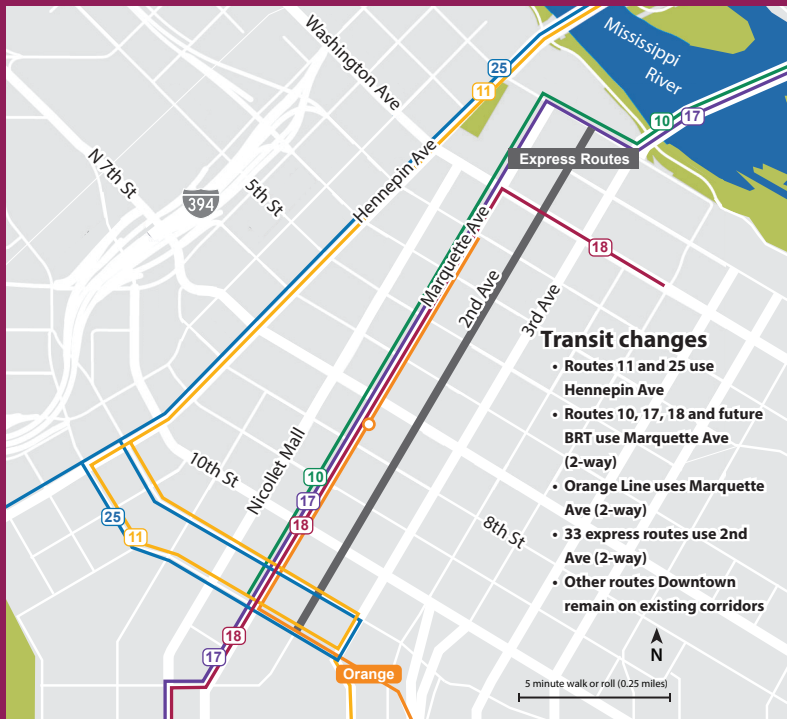 Mississippi
River
Washington Ave
25
11
10
17
Express Routes
N 7th St
Hennepin Ave
5th St
394
Marquette Ave
18
2nd Ave
3rd Ave
Transit changes
• Routes 11 and 25 use
Hennepin Ave
• Routes 10, 17, 18 and future
BRT use Marquette Ave
(2-way)
• Orange Line uses Marquette
Ave (2-way)
• 33 express routes use 2nd
Ave (2-way)
• Other routes Downtown
remain on existing corridors
10th St
Nicollet Mall
10
17
18
25
11
8th St
18
17
Orange
N
5 minute walk or roll (0.25 miles)